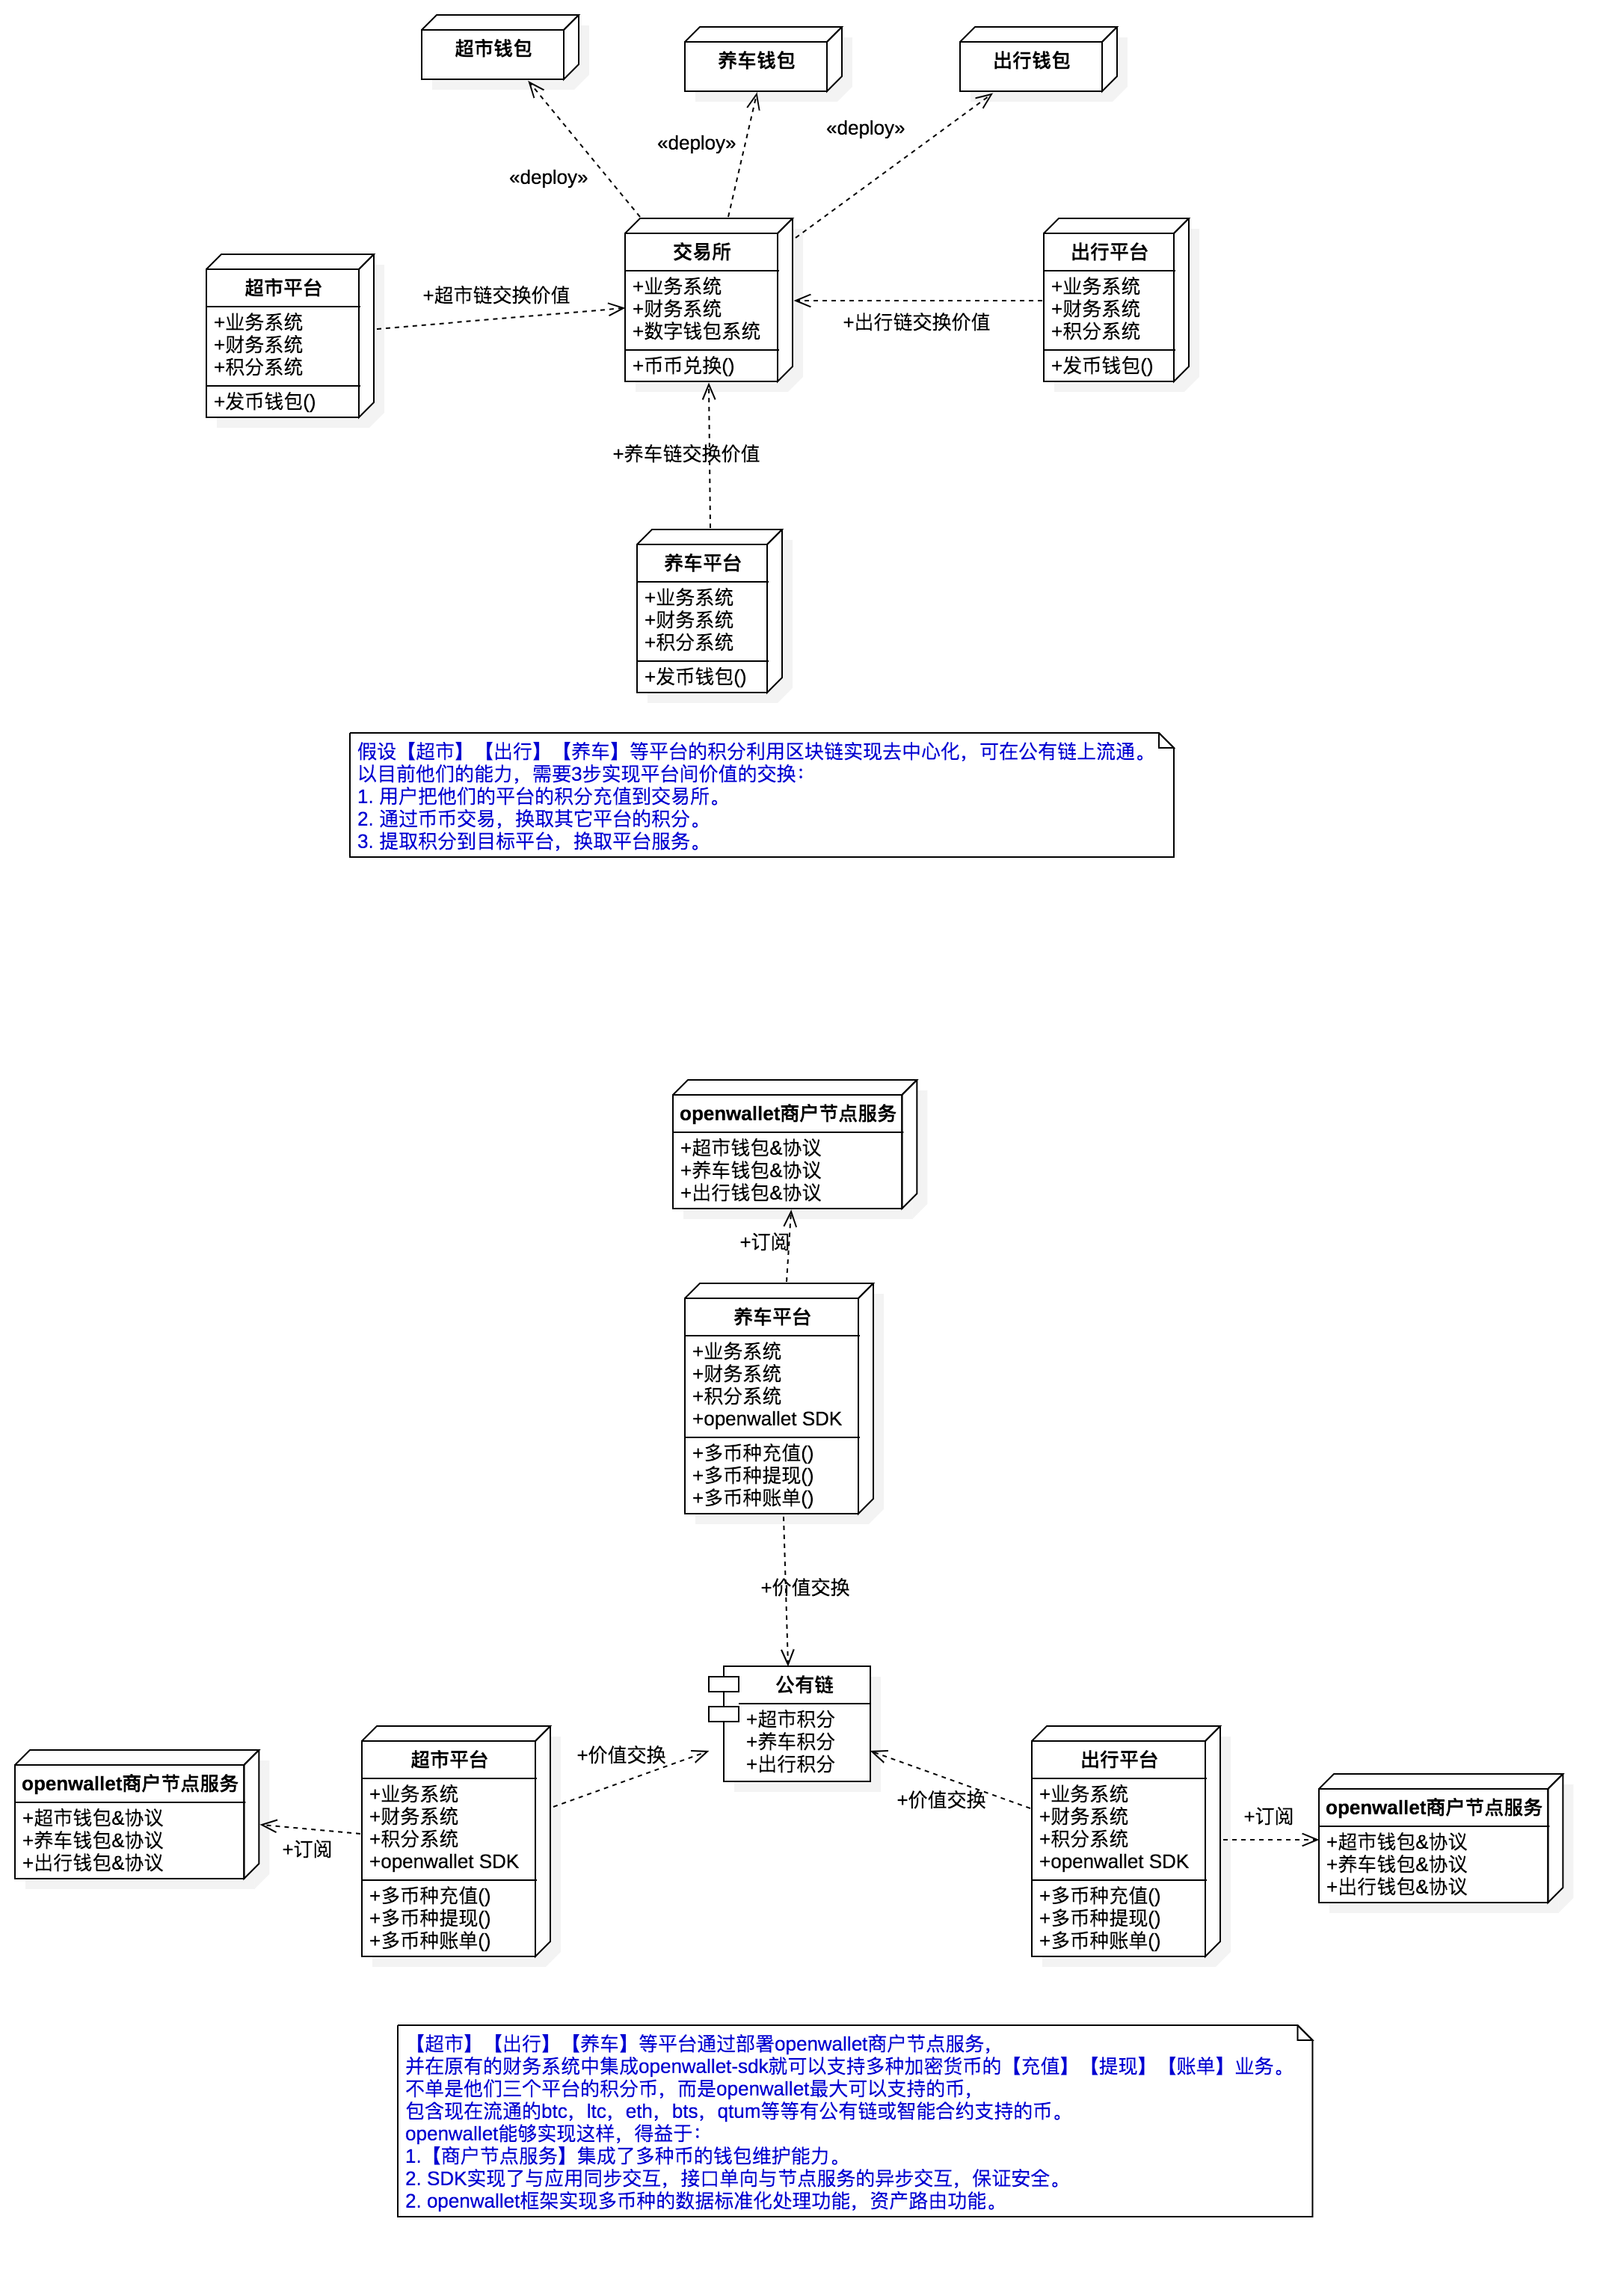 超市钱包
养车钱包
出行钱包
«deploy»
«deploy»
«deploy»
交易所
+业务系统
+财务系统
+数字钱包系统
+币币兑换()
出行平台
+业务系统
+财务系统
+积分系统
+发币钱包()
超市平台
+业务系统
+财务系统
+积分系统
+发币钱包()
+超市链交换价值
+出行链交换价值
+养车链交换价值
养车平台
+业务系统
+财务系统
+积分系统
+发币钱包()
假设【超市】【出行】【养车】等平台的积分利用区块链实现去中心化，可在公有链上流通。
以目前他们的能力，需要3步实现平台间价值的交换：
1. 用户把他们的平台的积分充值到交易所。
2. 通过币币交易，换取其它平台的积分。
3. 提取积分到目标平台，换取平台服务。
openwallet商户节点服务
+超市钱包&协议
+养车钱包&协议
+出行钱包&协议
+订阅
养车平台
+业务系统
+财务系统
+积分系统
+openwallet SDK
+多币种充值()
+多币种提现()
+多币种账单()
+价值交换
公有链
+超市积分
+养车积分
+出行积分
openwallet商户节点服务
+超市钱包&协议
+养车钱包&协议
+出行钱包&协议
+订阅
超市平台
+业务系统
+财务系统
+积分系统
+openwallet SDK
+多币种充值()
+多币种提现()
+多币种账单()
+价值交换
+价值交换
出行平台
+业务系统
+财务系统
+积分系统
+openwallet SDK
+多币种充值()
+多币种提现()
+多币种账单()
+订阅
openwallet商户节点服务
+超市钱包&协议
+养车钱包&协议
+出行钱包&协议
【超市】【出行】【养车】等平台通过部署openwallet商户节点服务，
并在原有的财务系统中集成openwallet-sdk就可以支持多种加密货币的【充值】【提现】【账单】业务。
不单是他们三个平台的积分币，而是openwallet最大可以支持的币，
包含现在流通的btc，ltc，eth，bts，qtum等等有公有链或智能合约支持的币。
openwallet能够实现这样，得益于：
1.【商户节点服务】集成了多种币的钱包维护能力。
2. SDK实现了与应用同步交互，接口单向与节点服务的异步交互，保证安全。
2. openwallet框架实现多币种的数据标准化处理功能，资产路由功能。